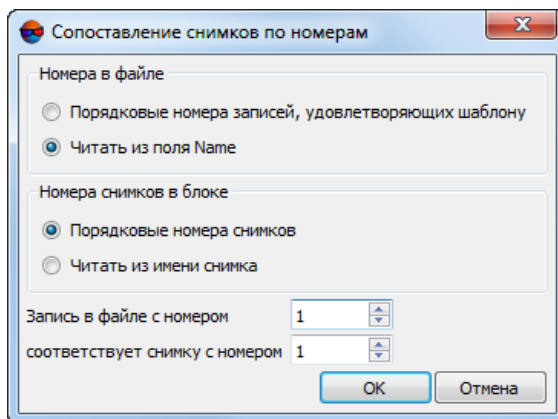 Сопоставление снимков по номерам
Номера в файле
Порядковые номера записей, удовлетворяющих шаблону
Читать из поля Name
Номера снимков в блоке
Порядковые номера снимков
Читать из имени снимка
Запись в файле с номером 1
соответствует снимку с номером 1
ОК Отмена